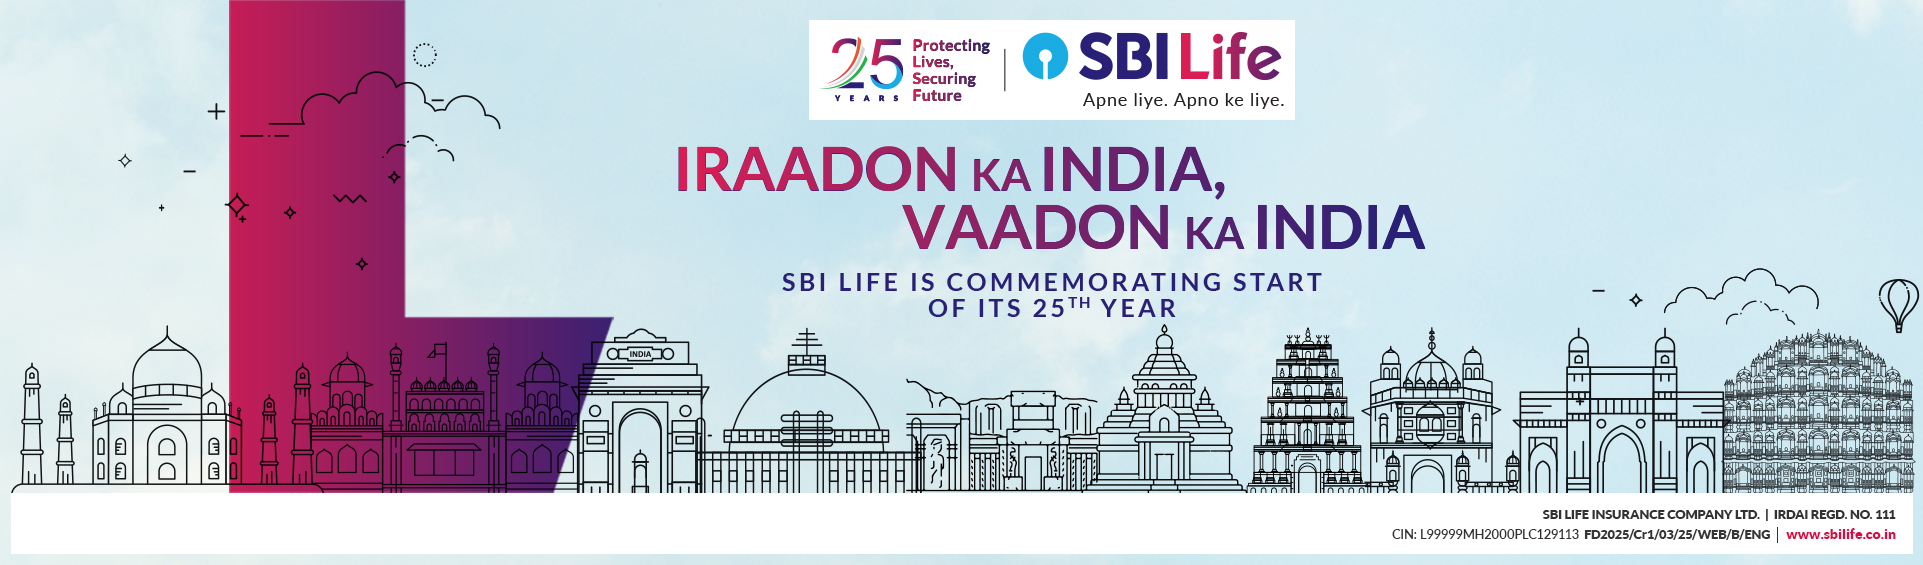 25
YEARS
Protecting
Lives,
Securing
Future
SBI Life
Apne liye. Apno ke liye.
IRAADON KA INDIA,
VAADON KA INDIA
SBI LIFE IS COMMEMORATING START
OF ITS 25TH YEAR
INDIA
SBI LIFE INSURANCE COMPANY LTD. | IRDAI REGD. NO. 111
CIN: L99999MH2000PLC129113 FD2025/Cr1/03/25/WEB/B/ENG | www.sbilife.co.in